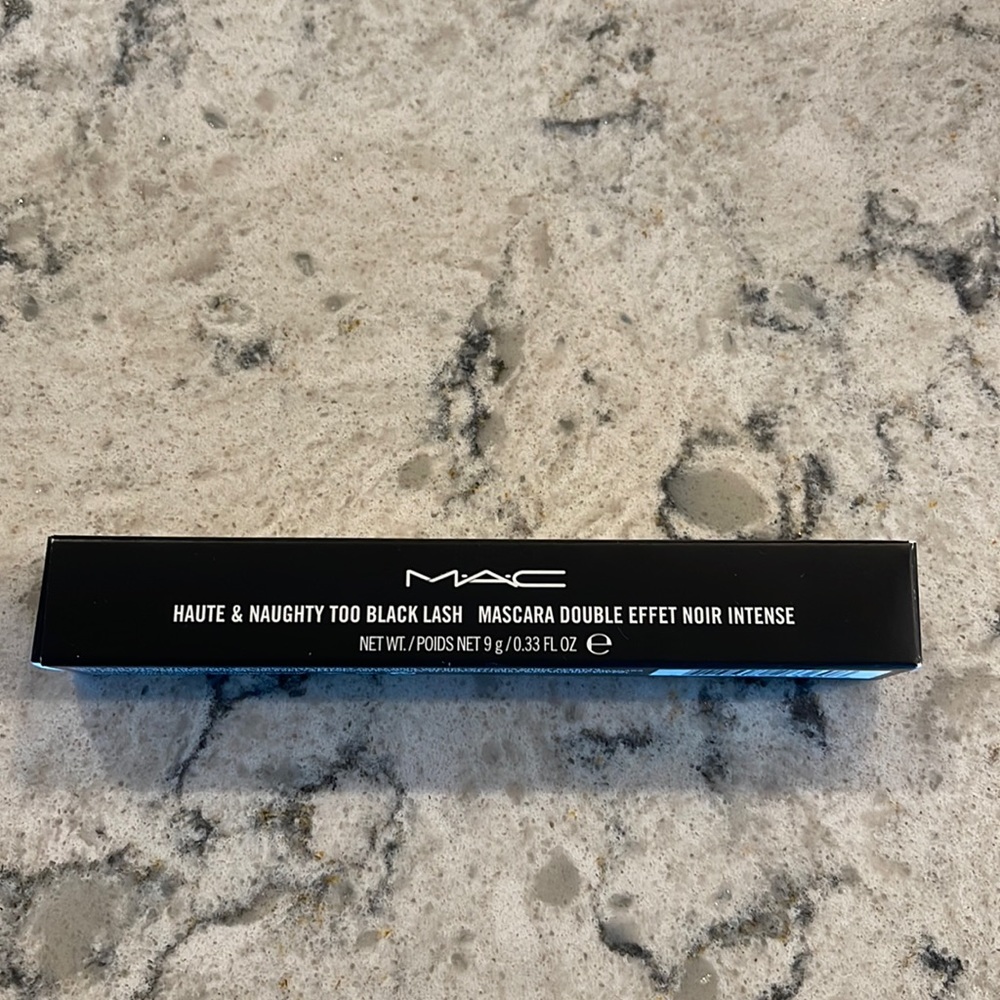 M·A·C
HAUTE & NAUGHTY TOO BLACK LASH MASCARA DOUBLE EFFET NOIR INTENSE
NET WT. / POIDS NET 9 g / 0.33 FL OZ ℮